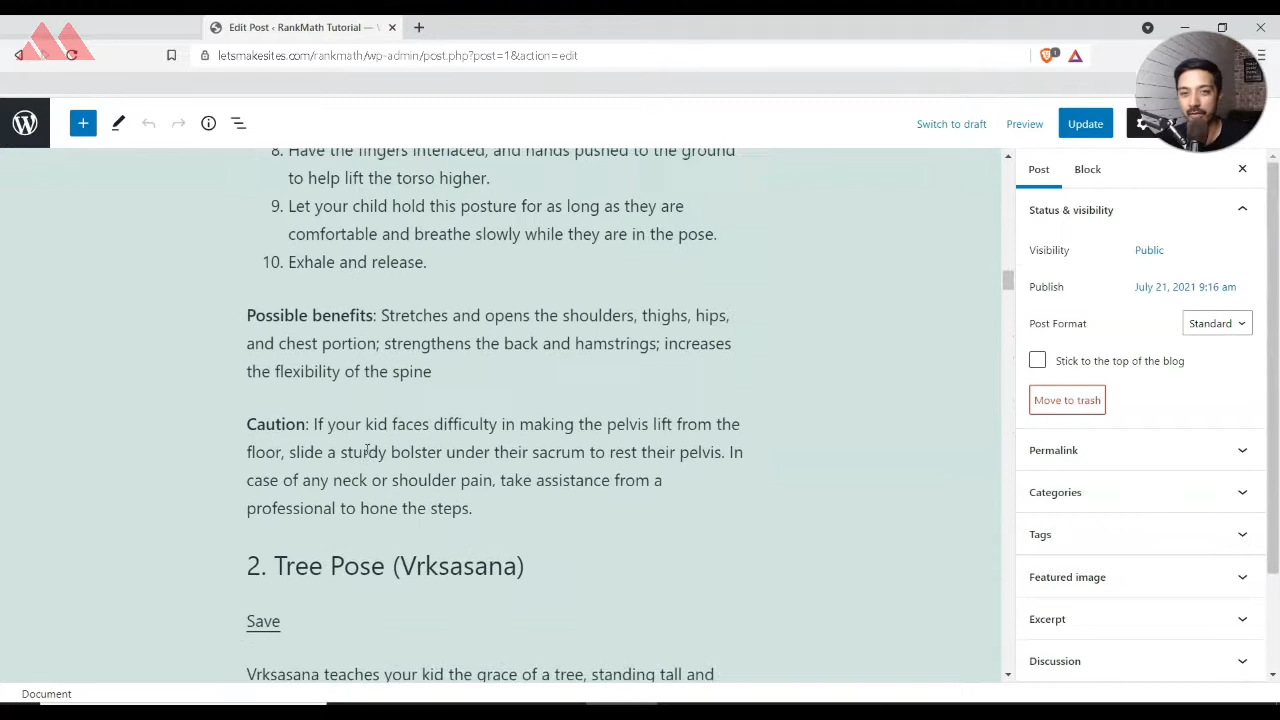 Edit Post ‹ RankMath Tutorial —
letsmakesites.com/rankmath/wp-admin/post.php?post=1&action=edit
1
Switch to draft
Preview
Update
8. Have the fingers interlaced, and hands pushed to the ground
to help lift the torso higher.
9. Let your child hold this posture for as long as they are
comfortable and breathe slowly while they are in the pose.
10. Exhale and release.
Possible benefits: Stretches and opens the shoulders, thighs, hips,
and chest portion; strengthens the back and hamstrings; increases
the flexibility of the spine
Caution: If your kid faces difficulty in making the pelvis lift from the
floor, slide a sturdy bolster under their sacrum to rest their pelvis. In
case of any neck or shoulder pain, take assistance from a
professional to hone the steps.
2. Tree Pose (Vrksasana)
Save
Vrksasana teaches your kid the grace of a tree, standing tall and
Post
Block
Status & visibility
Visibility
Public
Publish
July 21, 2021 9:16 am
Post Format
Standard
Stick to the top of the blog
Move to trash
Permalink
Categories
Tags
Featured image
Excerpt
Discussion
Document